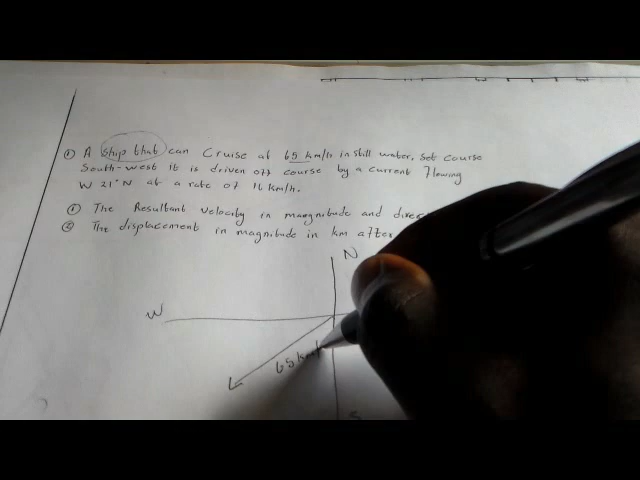 ① A ship that can Cruise at 65 km/h in still water, set course
South-west it is driven off course by a current flowing
W 21° N at a rate of 16 km/h.
① The Resultant velocity in maegnitude and direc
② The displacement in magnitude in km after
N
W
65 km/h
S